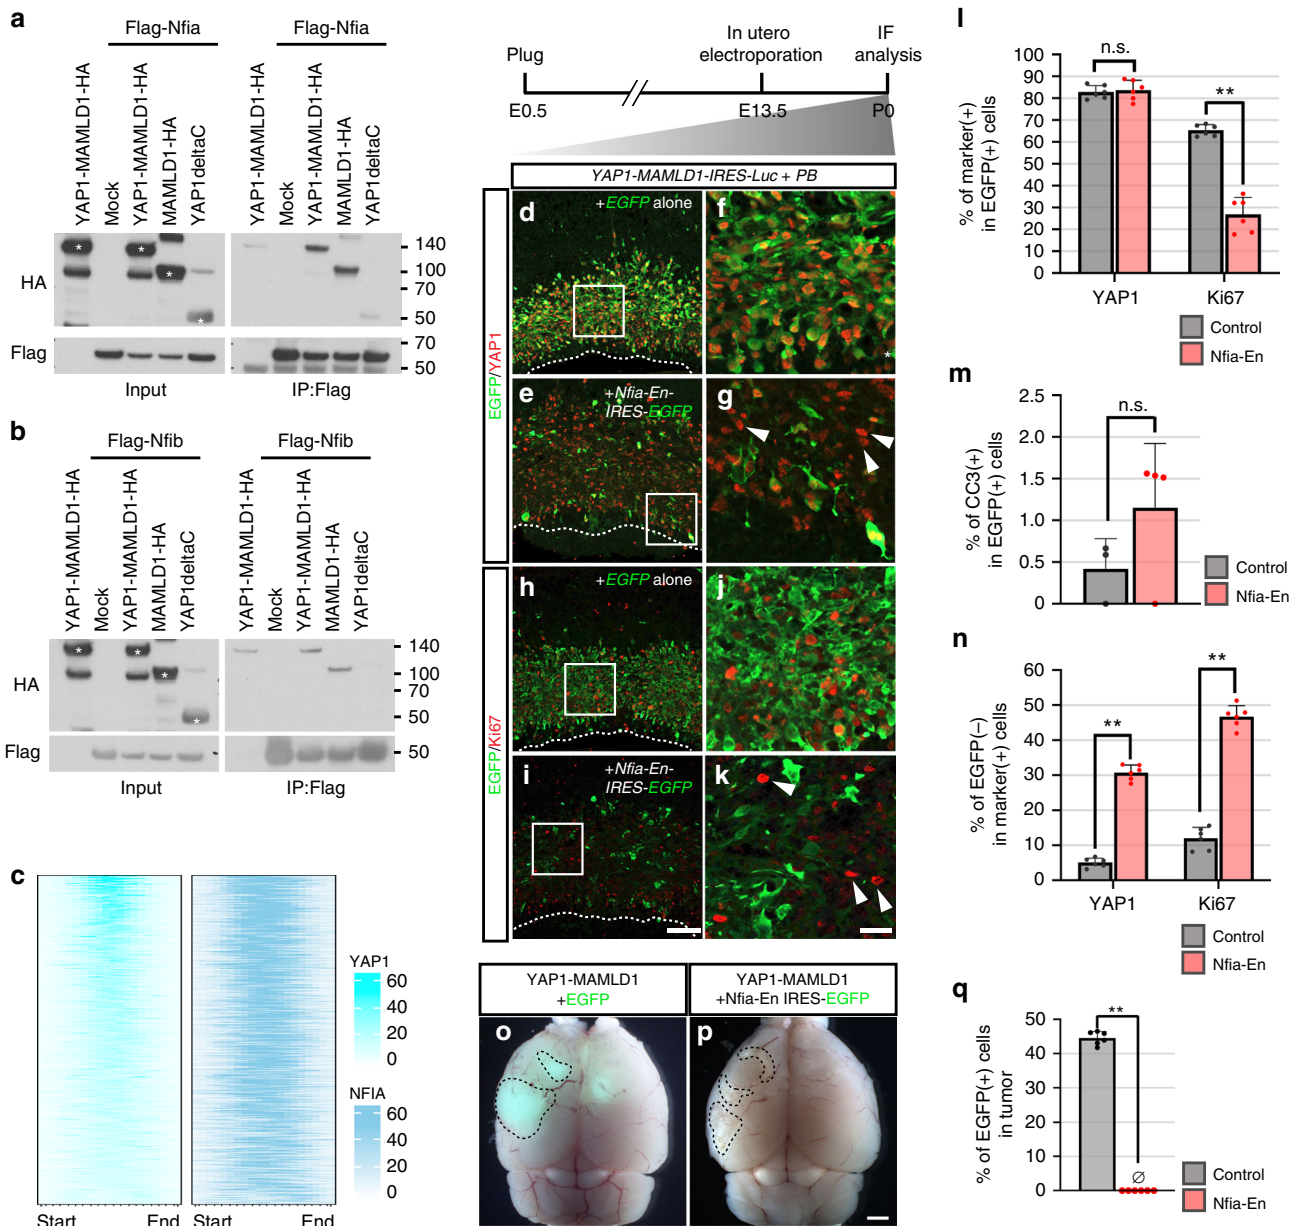 a
Flag-Nfia
Flag-Nfia
YAP1-MAMLD1-HA
Mock
YAP1-MAMLD1-HA
MAMLD1-HA
YAP1deltaC
YAP1-MAMLD1-HA
Mock
YAP1-MAMLD1-HA
MAMLD1-HA
YAP1deltaC
HA
* * * *
140
100
70
50
Flag
70
50
Input
IP:Flag
b
Flag-Nfib
Flag-Nfib
YAP1-MAMLD1-HA
Mock
YAP1-MAMLD1-HA
MAMLD1-HA
YAP1deltaC
YAP1-MAMLD1-HA
Mock
YAP1-MAMLD1-HA
MAMLD1-HA
YAP1deltaC
HA
* * * *
140
100
70
50
Flag
50
Input
IP:Flag
c
YAP1
60
40
20
0
NFIA
60
40
20
0
Start
End
Start
End
Plug
In utero
electroporation
IF
analysis
E0.5
E13.5
P0
YAP1-MAMLD1-IRES-Luc + PB
EGFP/YAP1
d
+EGFP alone
f
*
e
+Nfia-En-
IRES-EGFP
g
EGFP/Ki67
h
+EGFP alone
j
i
+Nfia-En-
IRES-EGFP
k
YAP1-MAMLD1
+EGFP
YAP1-MAMLD1
+Nfia-En IRES-EGFP
o
p
l
% of marker(+)
in EGFP(+) cells
100
90
80
70
60
50
40
30
20
10
0
n.s.
**
YAP1
Ki67
Control
Nfia-En
m
% of CC3(+)
in EGFP(+) cells
2.5
2.0
1.5
1.0
0.5
0
n.s.
Control
Nfia-En
n
% of EGFP(−)
in marker(+) cells
60
50
40
30
20
10
0
**
**
YAP1
Ki67
Control
Nfia-En
q
% of EGFP(+) cells
in tumor
50
40
30
20
10
0
**
∅
Control
Nfia-En